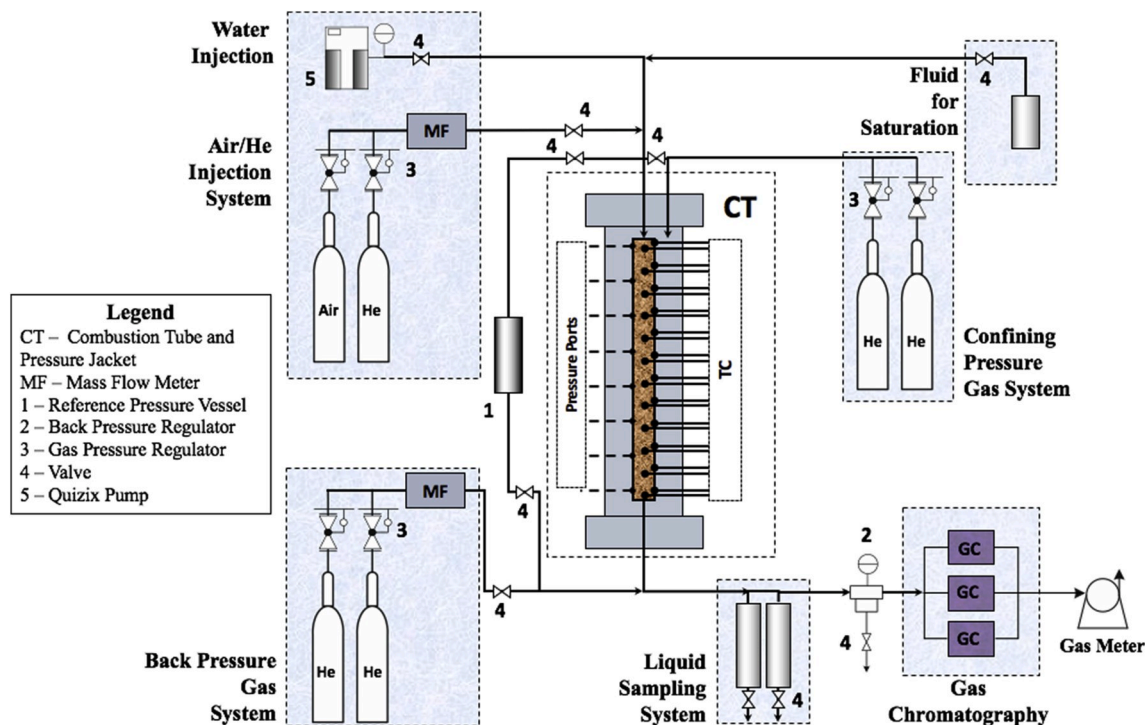 Water
Injection
5
4
4
Fluid
for
Saturation
Air/He
Injection
System
MF
3
Air
He
4
4
4
CT
Pressure Ports
TC
3
He
He
Confining
Pressure
Gas System
Legend
CT – Combustion Tube and
Pressure Jacket
MF – Mass Flow Meter
1 – Reference Pressure Vessel
2 – Back Pressure Regulator
3 – Gas Pressure Regulator
4 – Valve
5 – Quizix Pump
1
4
MF
3
He
He
4
Back Pressure
Gas
System
Liquid
Sampling
System
4
2
4
GC
GC
GC
Gas
Chromatography
Gas Meter